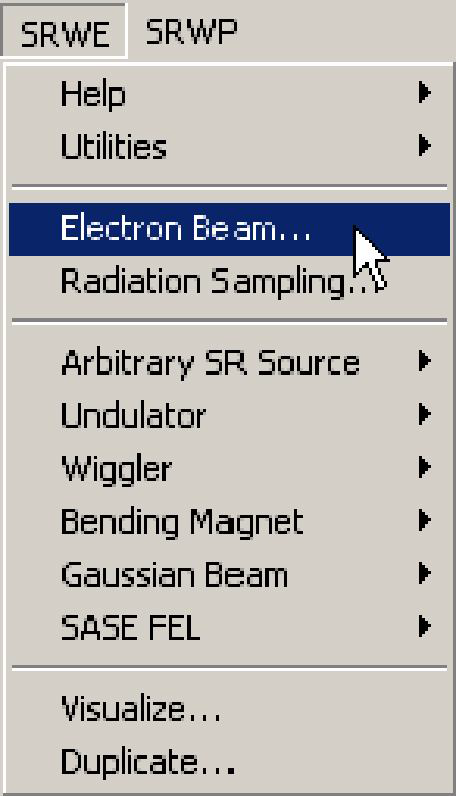 SRWE SRWP
Help
Utilities
Electron Beam...
Radiation Sampling...
Arbitrary SR Source
Undulator
Wiggler
Bending Magnet
Gaussian Beam
SASE FEL
Visualize...
Duplicate...